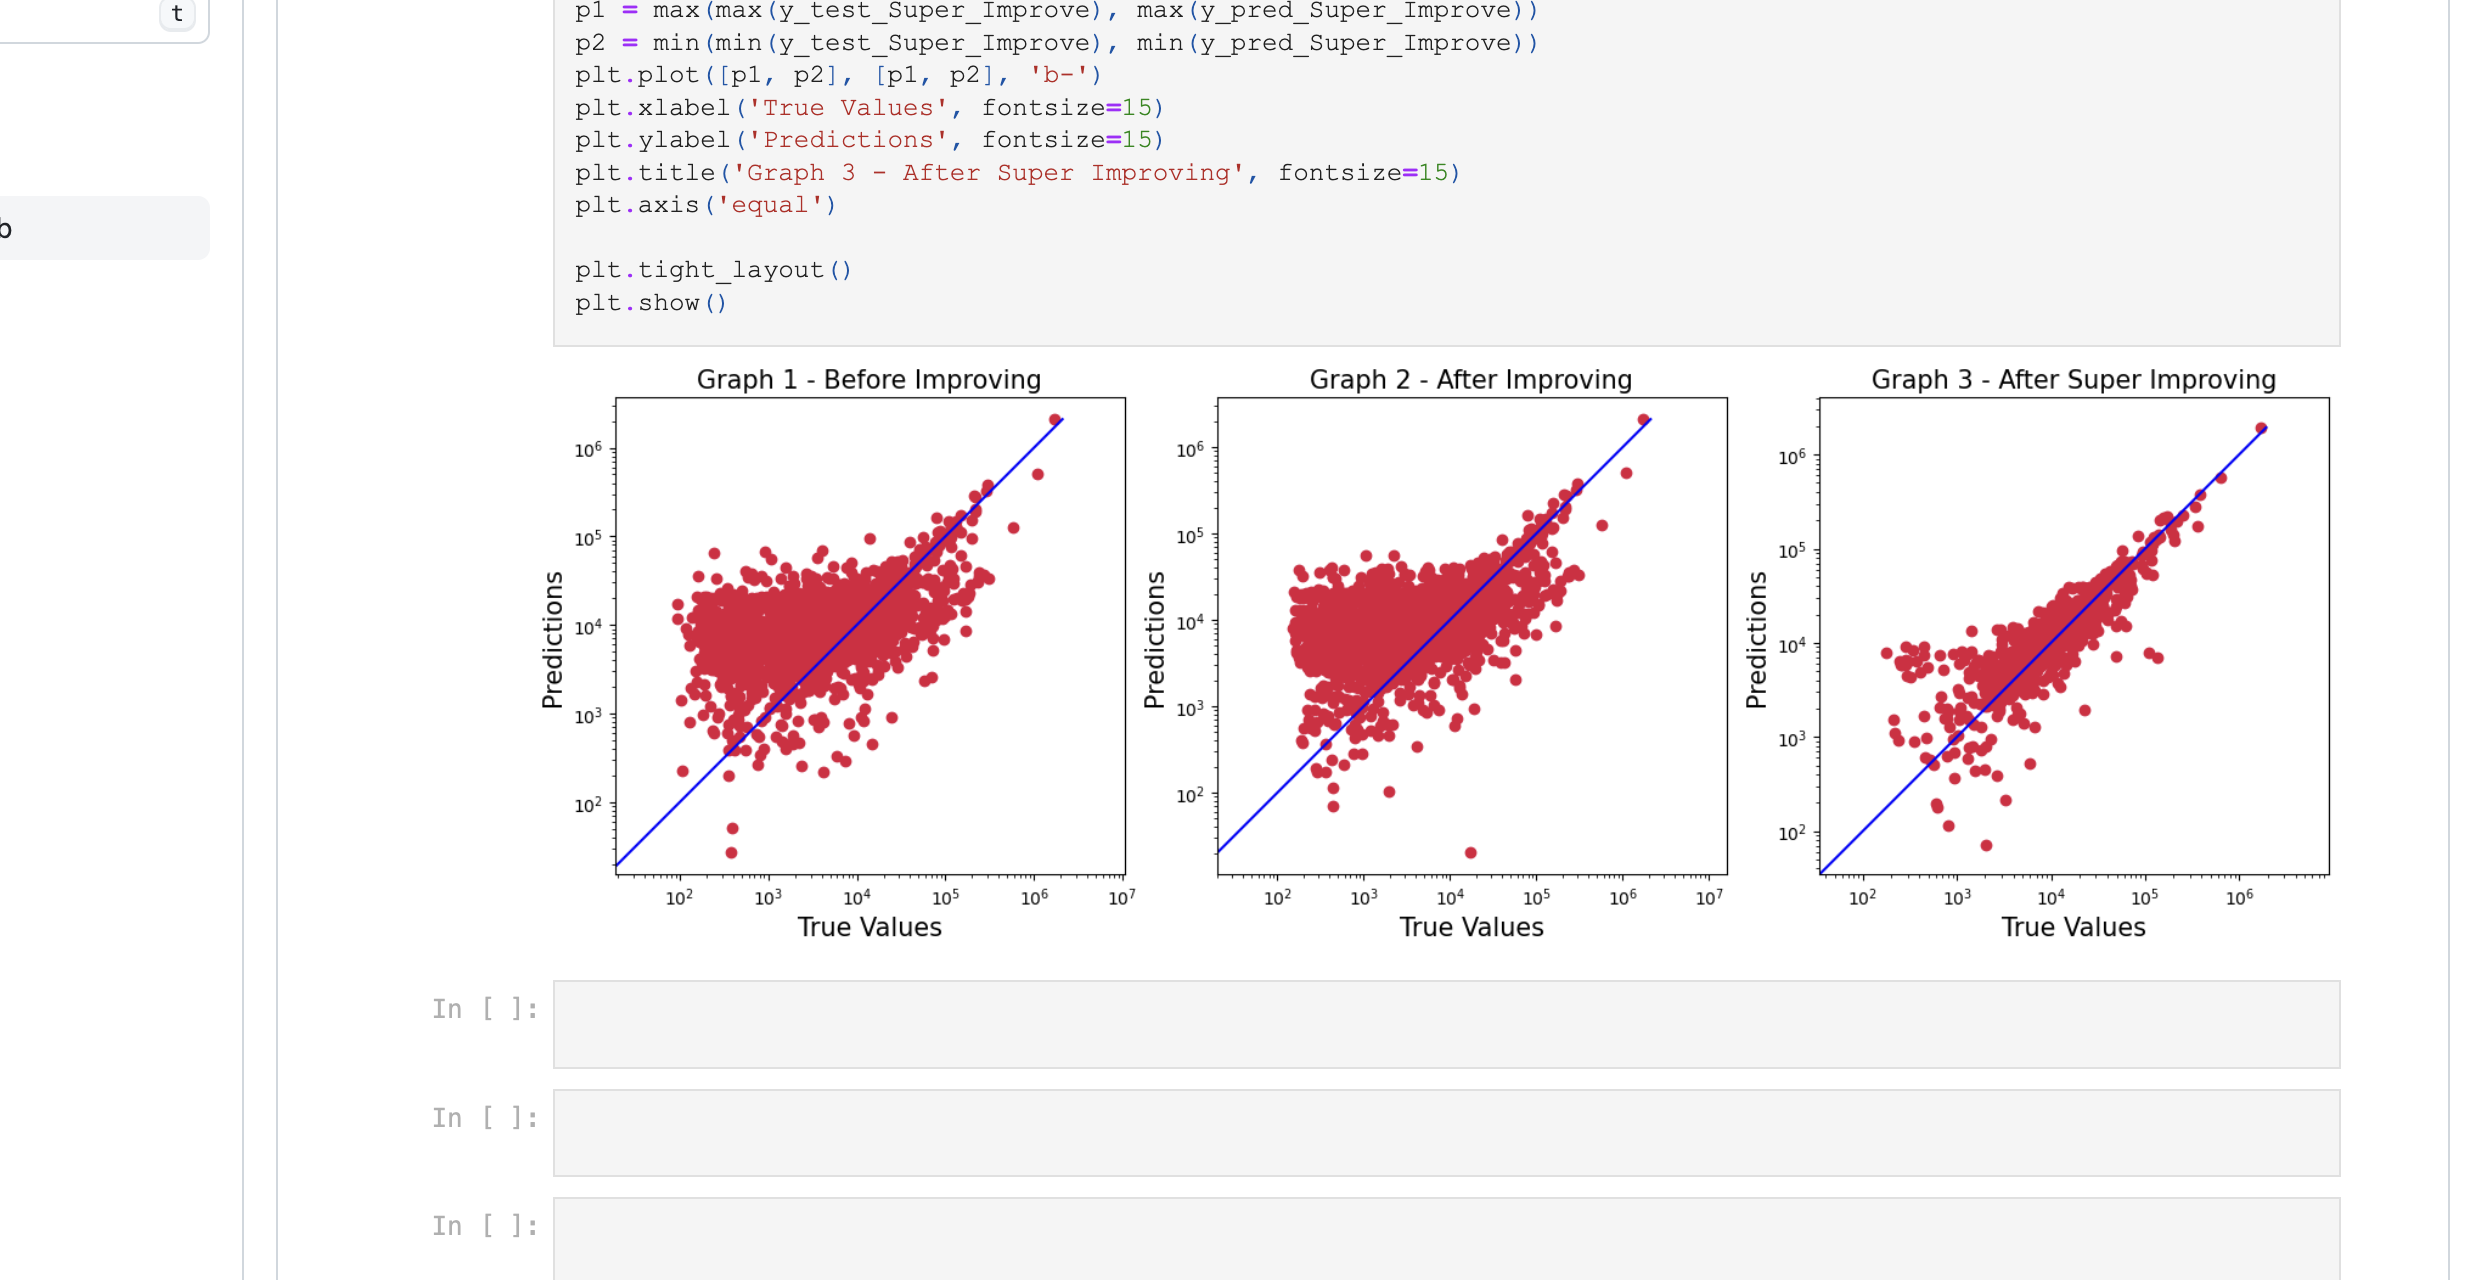 t
b
p1 = max(max(y_test_Super_Improve), max(y_pred_Super_Improve))
p2 = min(min(y_test_Super_Improve), min(y_pred_Super_Improve))
plt.plot([p1, p2], [p1, p2], 'b-')
plt.xlabel('True Values', fontsize=15)
plt.ylabel('Predictions', fontsize=15)
plt.title('Graph 3 - After Super Improving', fontsize=15)
plt.axis('equal')
plt.tight_layout()
plt.show()
Graph 1 - Before Improving
Predictions
10⁶
10⁵
10⁴
10³
10²
10² 10³ 10⁴ 10⁵ 10⁶ 10⁷
True Values
Graph 2 - After Improving
Predictions
10⁶
10⁵
10⁴
10³
10²
10² 10³ 10⁴ 10⁵ 10⁶ 10⁷
True Values
Graph 3 - After Super Improving
Predictions
10⁶
10⁵
10⁴
10³
10²
10² 10³ 10⁴ 10⁵ 10⁶
True Values
In [ ]:
In [ ]:
In [ ]: